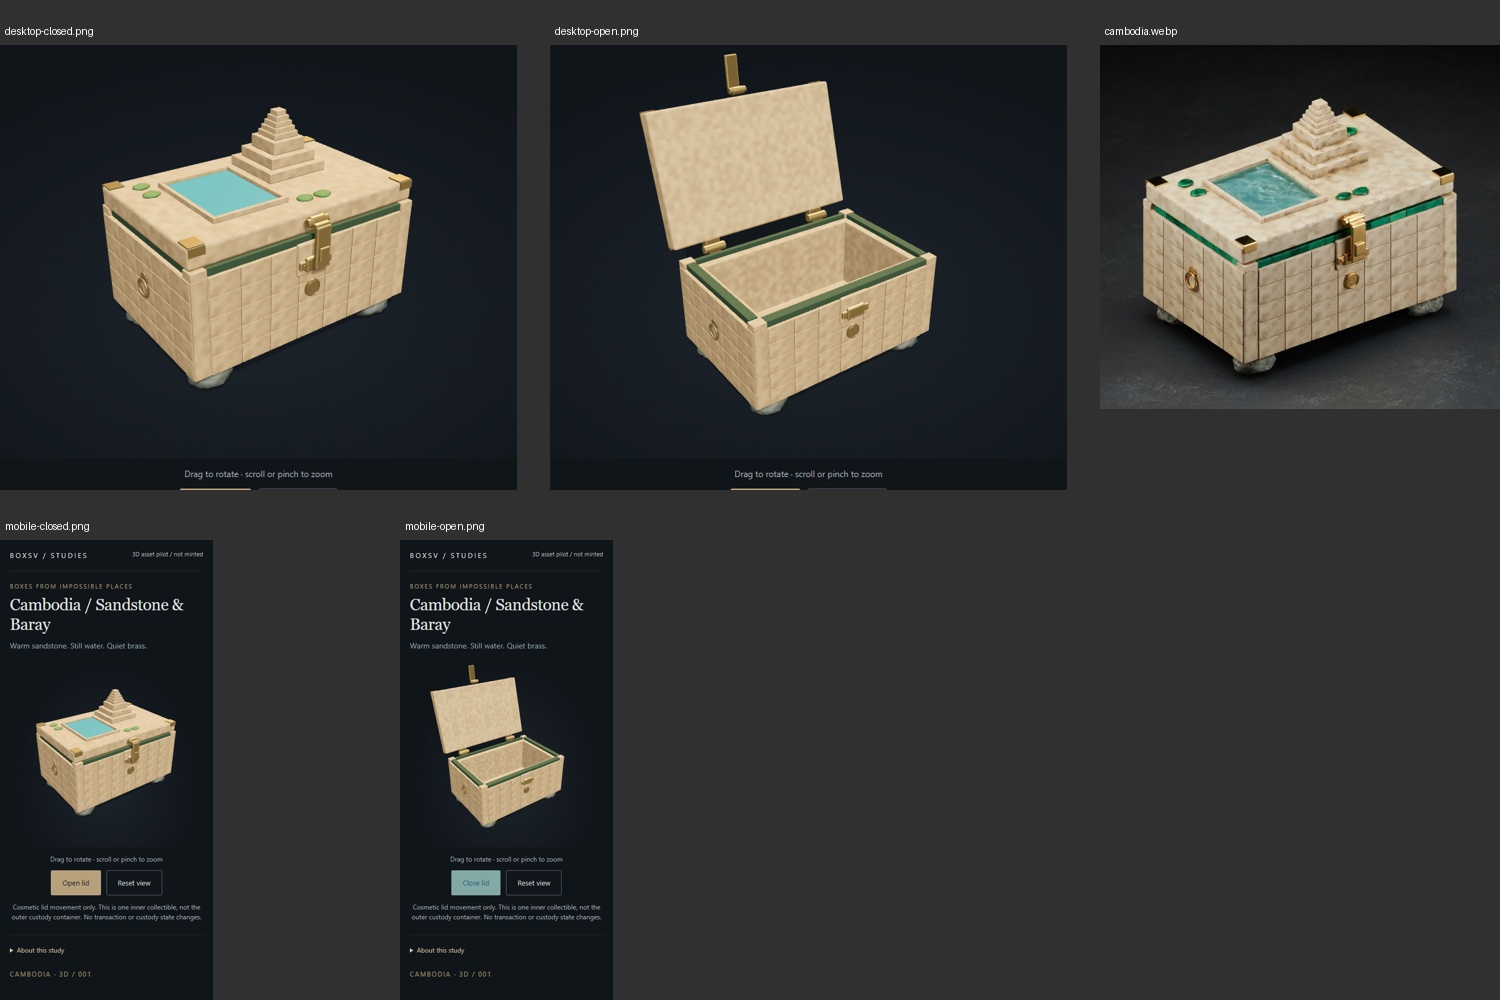 desktop-closed.png
desktop-open.png
cambodia.webp
Drag to rotate · scroll or pinch to zoom
Drag to rotate · scroll or pinch to zoom
mobile-closed.png
mobile-open.png
BOXSV / STUDIES
3D asset pilot / not minted
BOXES FROM IMPOSSIBLE PLACES
Cambodia / Sandstone &
Baray
Warm sandstone. Still water. Quiet brass.
Drag to rotate · scroll or pinch to zoom
Open lid
Reset view
Cosmetic lid movement only. This is one inner collectible, not the
outer custody container. No transaction or custody state changes.
▸ About this study
CAMBODIA · 3D / 001
BOXSV / STUDIES
3D asset pilot / not minted
BOXES FROM IMPOSSIBLE PLACES
Cambodia / Sandstone &
Baray
Warm sandstone. Still water. Quiet brass.
Drag to rotate · scroll or pinch to zoom
Close lid
Reset view
Cosmetic lid movement only. This is one inner collectible, not the
outer custody container. No transaction or custody state changes.
▸ About this study
CAMBODIA · 3D / 001